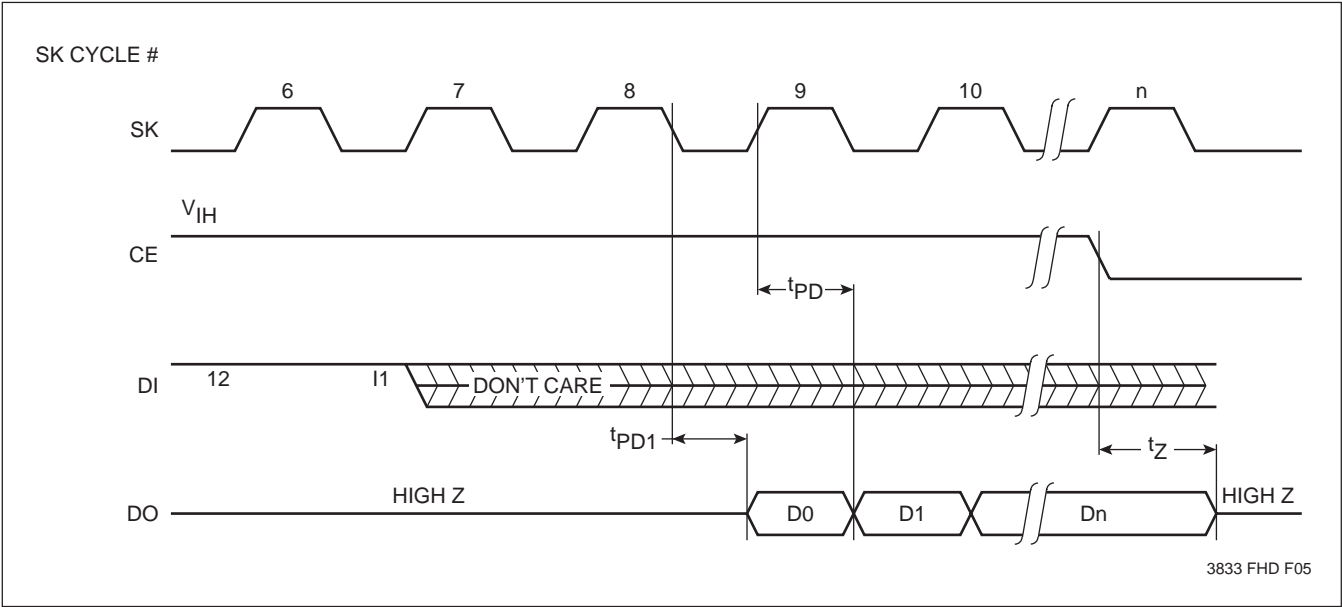 SK CYCLE #
6 7 8 9 10 n
SK
VIH
CE
tPD
DI 12 I1 DON'T CARE
tPD1
tZ
HIGH Z HIGH Z
DO D0 D1 Dn
3833 FHD F05